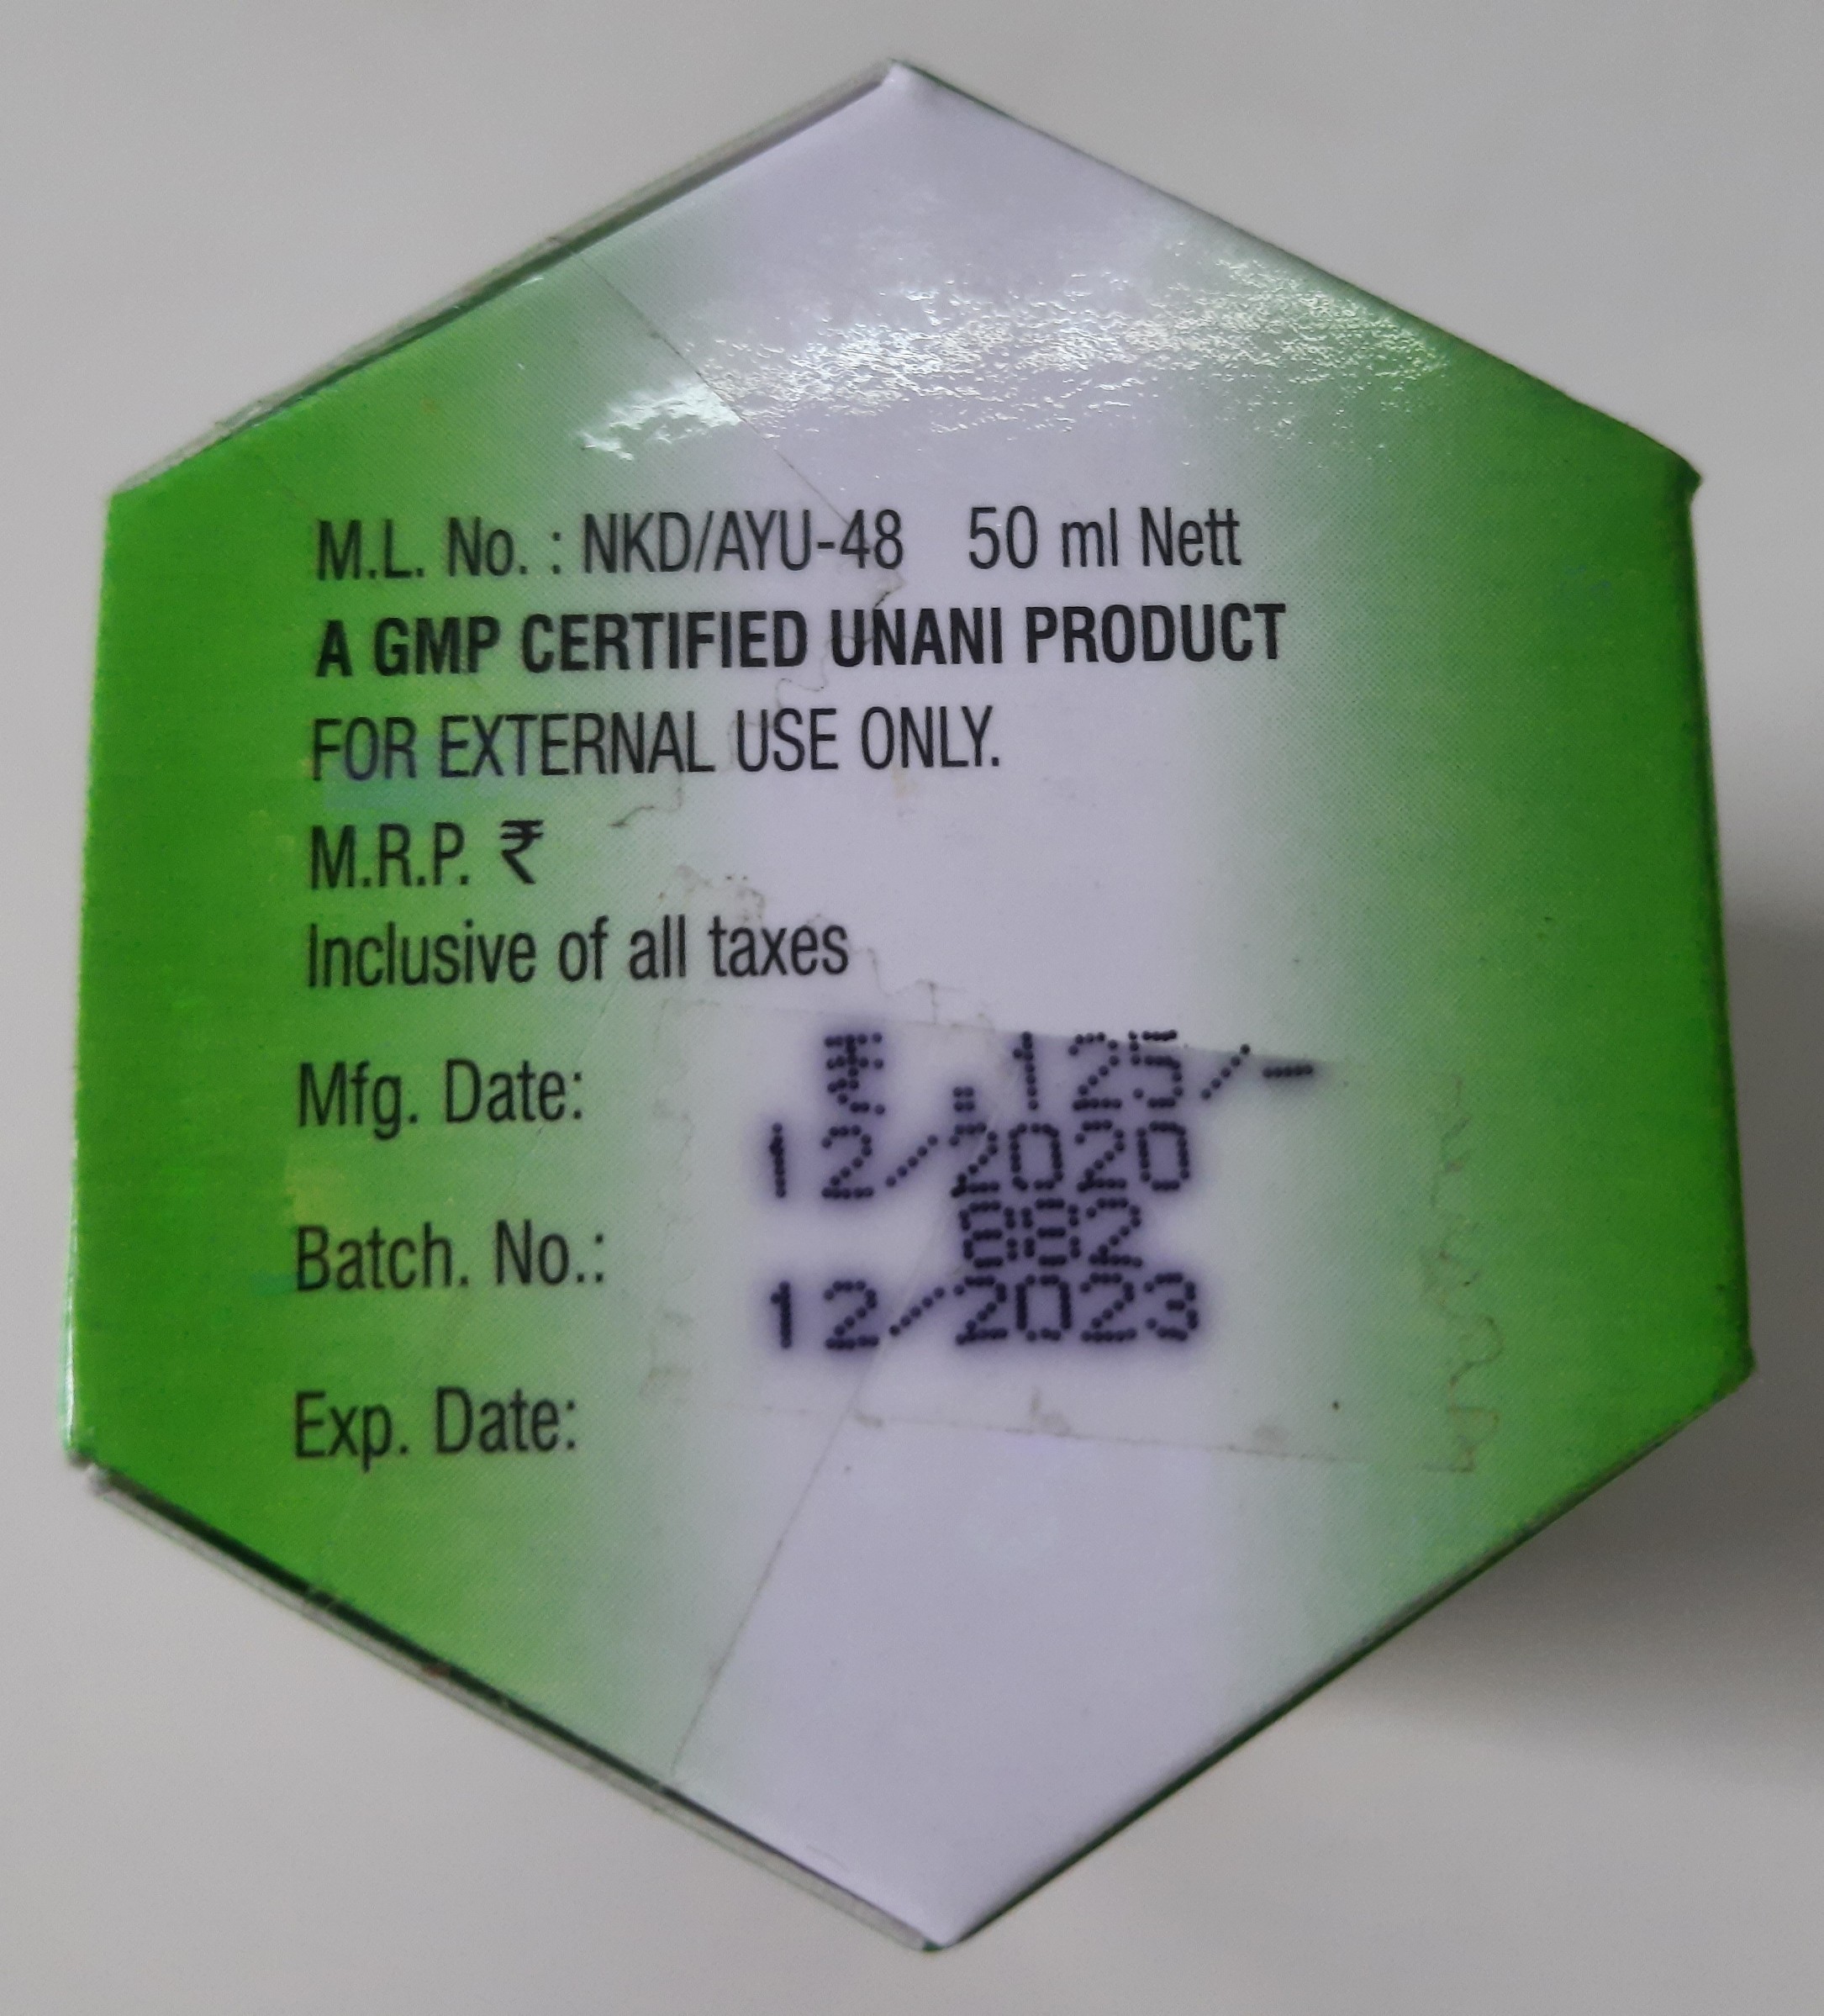 M.L. No. : NKD/AYU-48 50 ml Nett
A GMP CERTIFIED UNANI PRODUCT
FOR EXTERNAL USE ONLY.
M.R.P. ₹
Inclusive of all taxes
₹ .125/-
Mfg. Date:
12/2020
Batch. No.:
882
12/2023
Exp. Date: